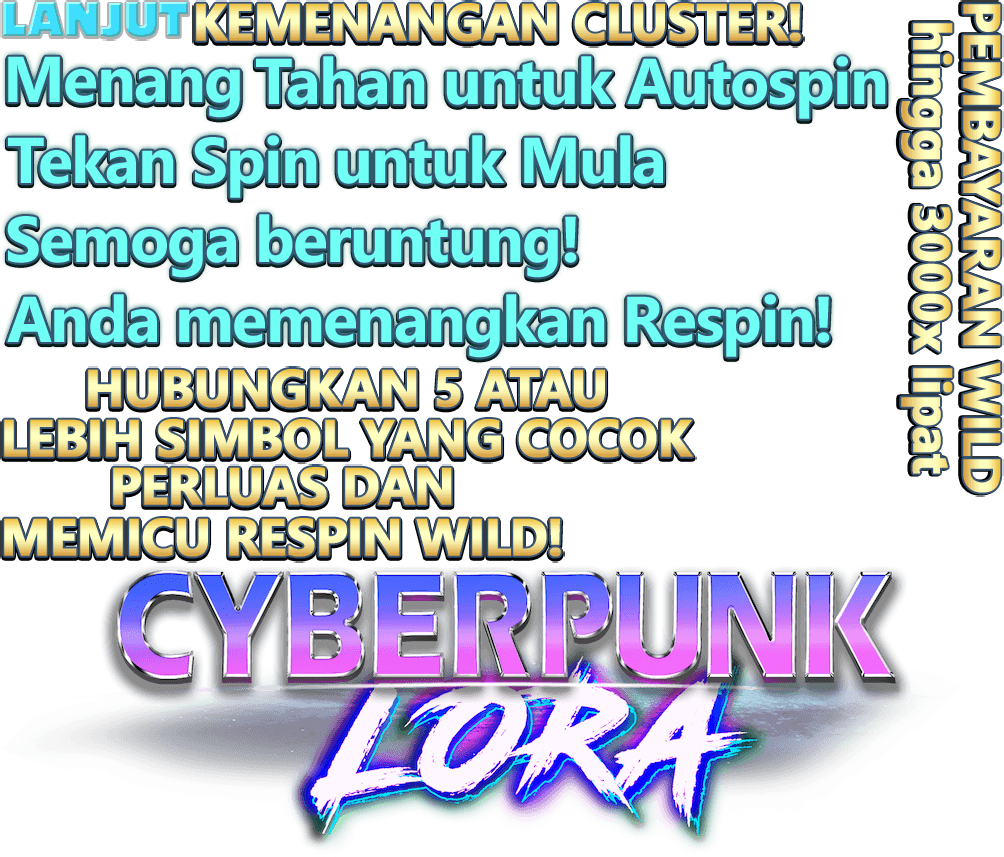 LANJUT
KEMENANGAN CLUSTER!
Menang Tahan untuk Autospin
Tekan Spin untuk Mula
Semoga beruntung!
Anda memenangkan Respin!
HUBUNGKAN 5 ATAU
LEBIH SIMBOL YANG COCOK
PERLUAS DAN
MEMICU RESPIN WILD!
PEMBAYARAN WILD
hingga 3000x lipat
CYBERPUNK
LORA